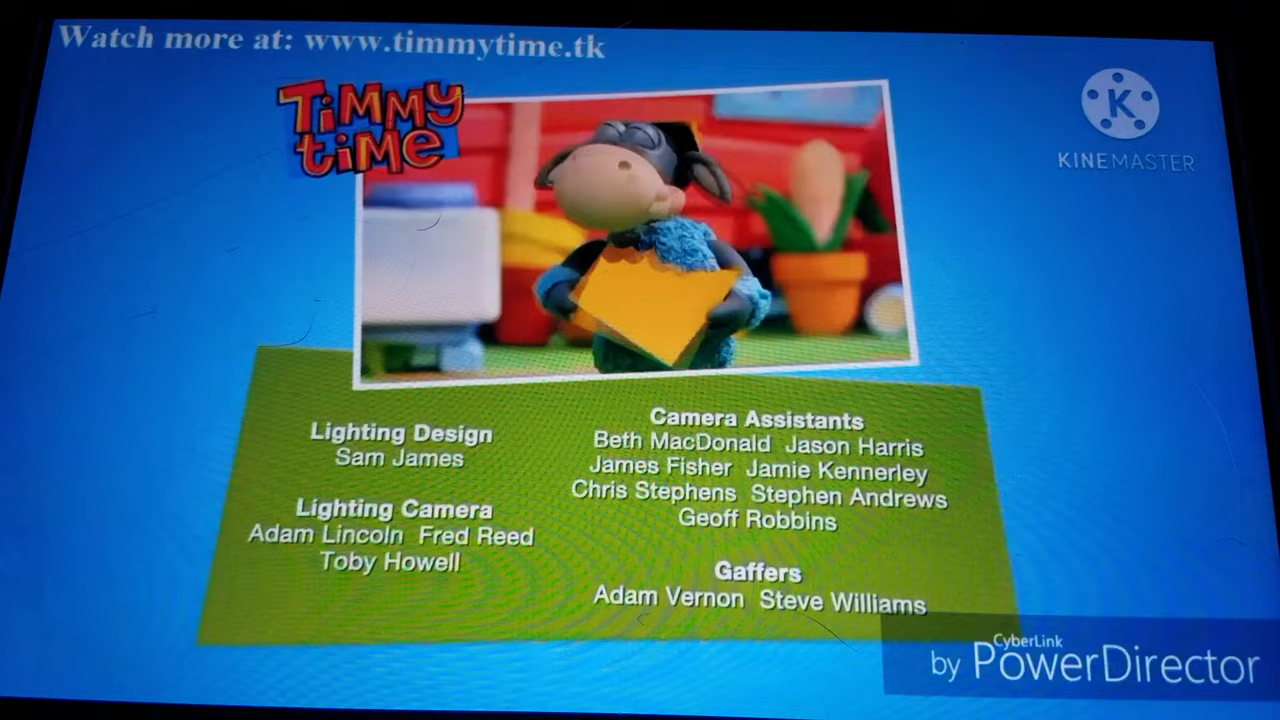 Watch more at: www.timmytime.tk
TiMMY
tiMe
K
KINEMASTER
Lighting Design
Sam James
Lighting Camera
Adam Lincoln Fred Reed
Toby Howell
Camera Assistants
Beth MacDonald Jason Harris
James Fisher Jamie Kennerley
Chris Stephens Stephen Andrews
Geoff Robbins
Gaffers
Adam Vernon Steve Williams
CyberLink
by PowerDirector